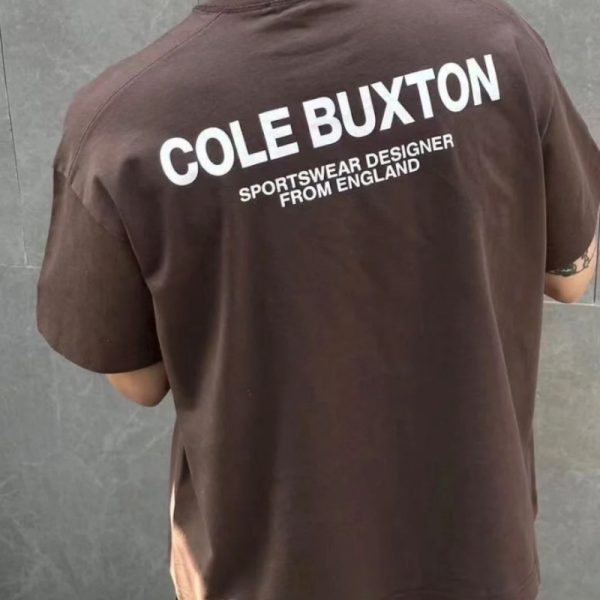 COLE BUXTON
SPORTSWEAR DESIGNER
FROM ENGLAND